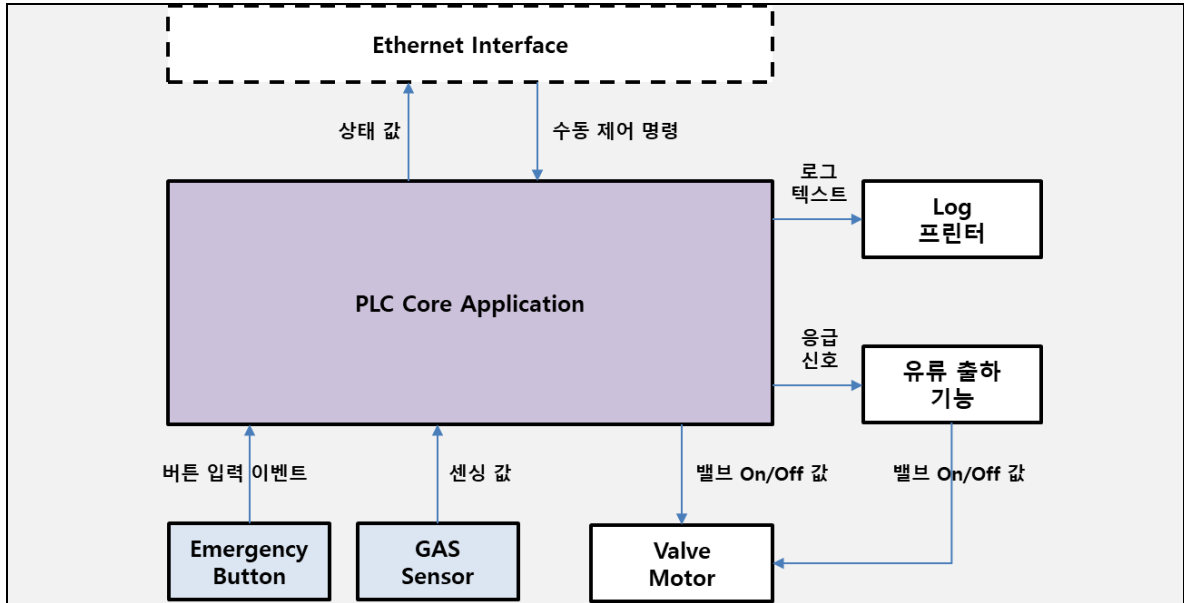 Ethernet Interface
상태 값
수동 제어 명령
로그
텍스트
Log
프린터
PLC Core Application
응급
신호
유류 출하
기능
버튼 입력 이벤트
센싱 값
밸브 On/Off 값
밸브 On/Off 값
Emergency
Button
GAS
Sensor
Valve
Motor